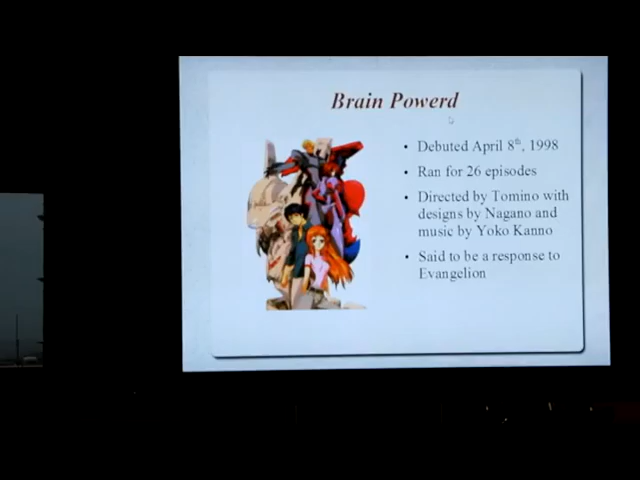 Brain Powerd
• Debuted April 8th, 1998
• Ran for 26 episodes
• Directed by Tomino with
designs by Nagano and
music by Yoko Kanno
• Said to be a response to
Evangelion